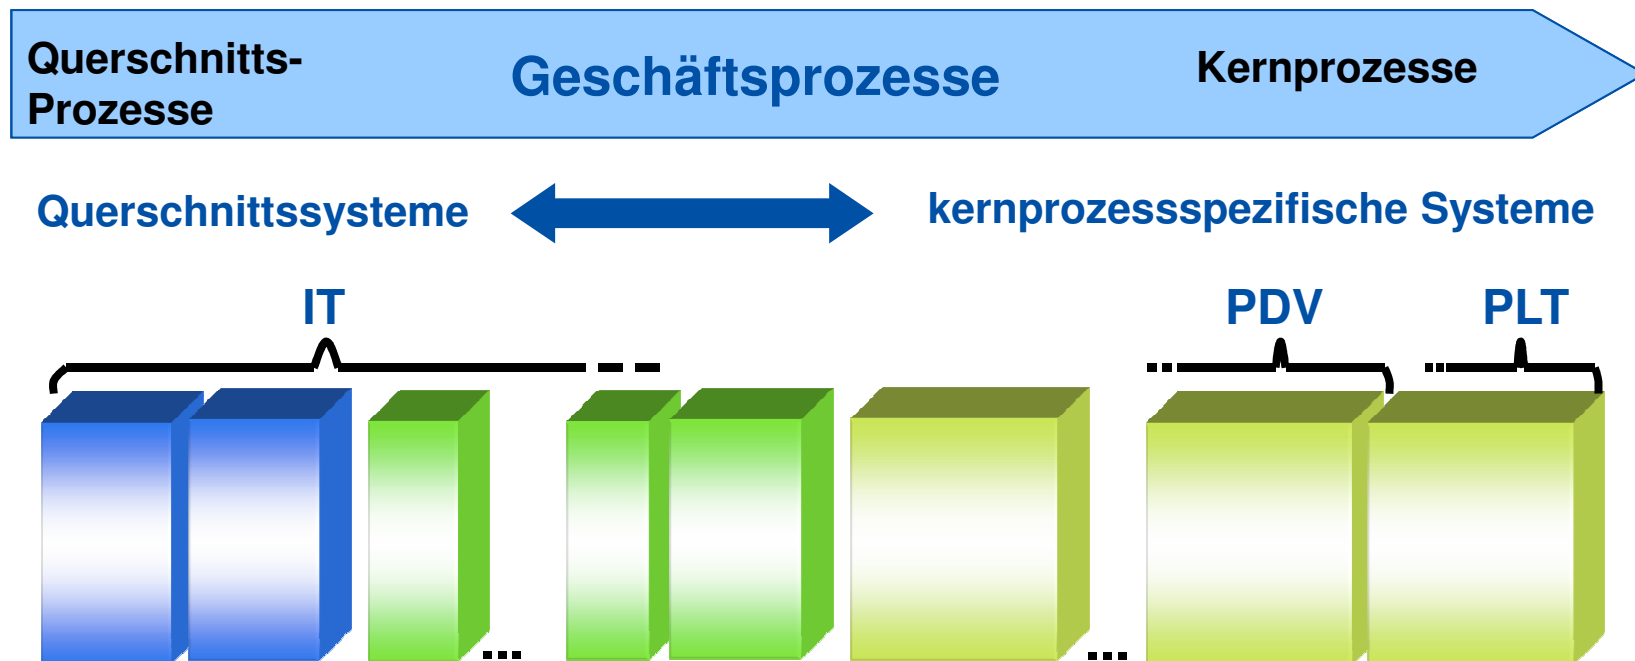 Querschnitts-
Prozesse
Geschäftsprozesse
Kernprozesse
Querschnittssysteme
kernprozessspezifische Systeme
IT
PDV
PLT
...
...